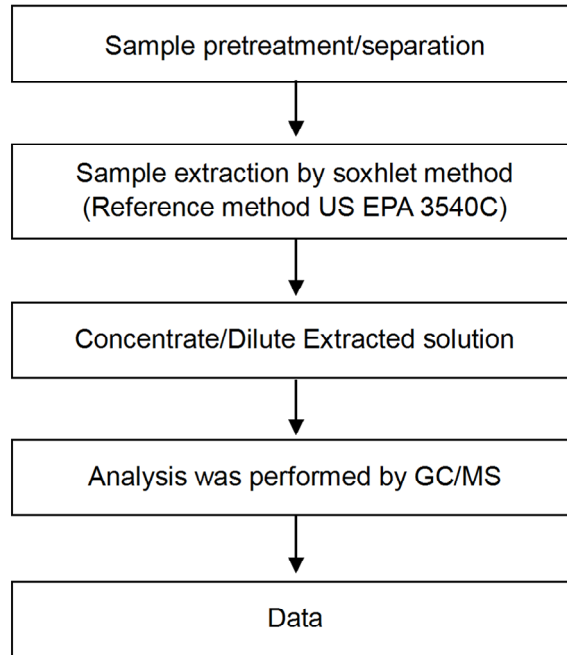 Sample pretreatment/separation
Sample extraction by soxhlet method
(Reference method US EPA 3540C)
Concentrate/Dilute Extracted solution
Analysis was performed by GC/MS
Data